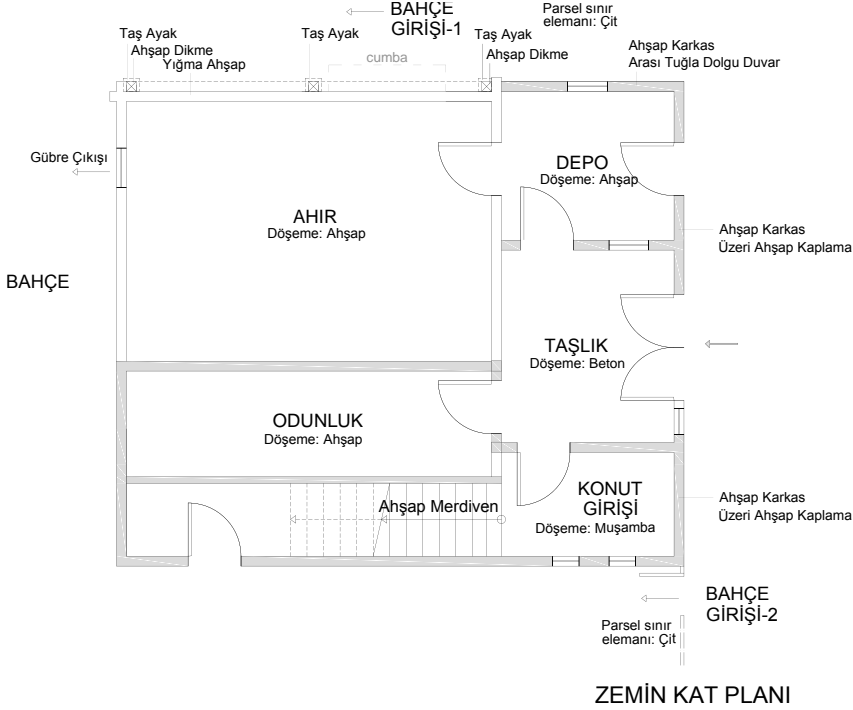 BAHÇE
GİRİŞİ-1
Parsel sınır
elemanı: Çit
Taş Ayak
Ahşap Dikme
Yığma Ahşap
Taş Ayak
cumba
Taş Ayak
Ahşap Dikme
Ahşap Karkas
Arası Tuğla Dolgu Duvar
Gübre Çıkışı
DEPO
Döşeme: Ahşap
AHIR
Döşeme: Ahşap
Ahşap Karkas
Üzeri Ahşap Kaplama
BAHÇE
TAŞLIK
Döşeme: Beton
ODUNLUK
Döşeme: Ahşap
Ahşap Merdiven
KONUT
GİRİŞİ
Döşeme: Muşamba
Ahşap Karkas
Üzeri Ahşap Kaplama
BAHÇE
GİRİŞİ-2
Parsel sınır
elemanı: Çit
ZEMİN KAT PLANI